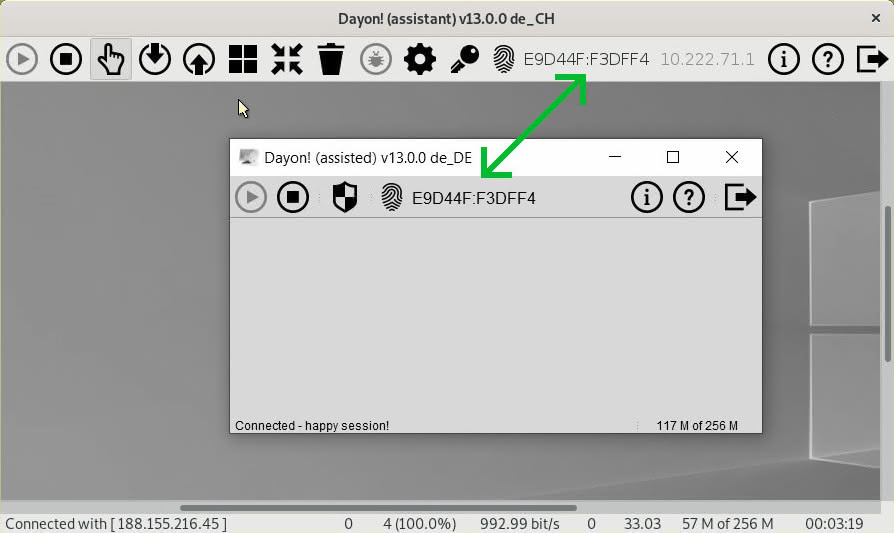 Dayon! (assistant) v13.0.0 de_CH
E9D44F:F3DFF4 10.222.71.1
Dayon! (assisted) v13.0.0 de_DE
E9D44F:F3DFF4
Connected - happy session! 117 M of 256 M
Connected with [ 188.155.216.45 ] 0 4 (100.0%) 992.99 bit/s 0 33.03 57 M of 256 M 00:03:19